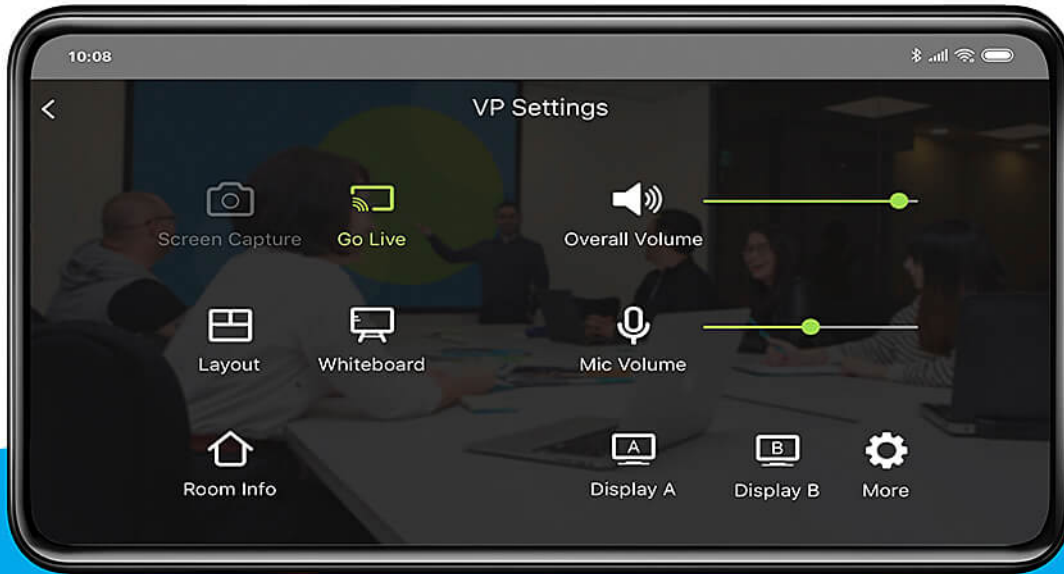 10:08
VP Settings
Screen Capture
Go Live
Overall Volume
Layout
Whiteboard
Mic Volume
A
B
Room Info
Display A
Display B
More